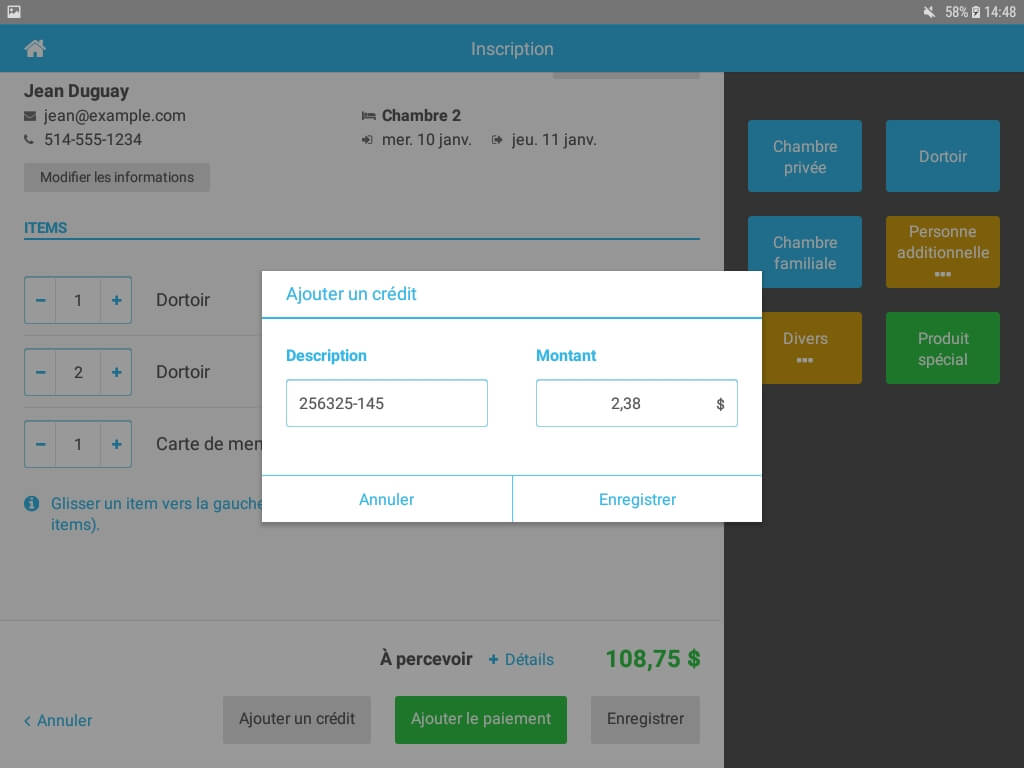 58% 14:48
Inscription
Jean Duguay
jean@example.com
514-555-1234
Chambre 2
mer. 10 janv. jeu. 11 janv.
Modifier les informations
ITEMS
- 1 + Dortoir
- 2 + Dortoir
- 1 + Carte de mem
Glisser un item vers la gauche
items).
Ajouter un crédit
Description
Montant
256325-145
2,38 $
Annuler
Enregistrer
À percevoir + Détails 108,75 $
< Annuler
Ajouter un crédit
Ajouter le paiement
Enregistrer
Chambre
privée
Dortoir
Chambre
familiale
Personne
additionnelle
Divers
Produit
spécial